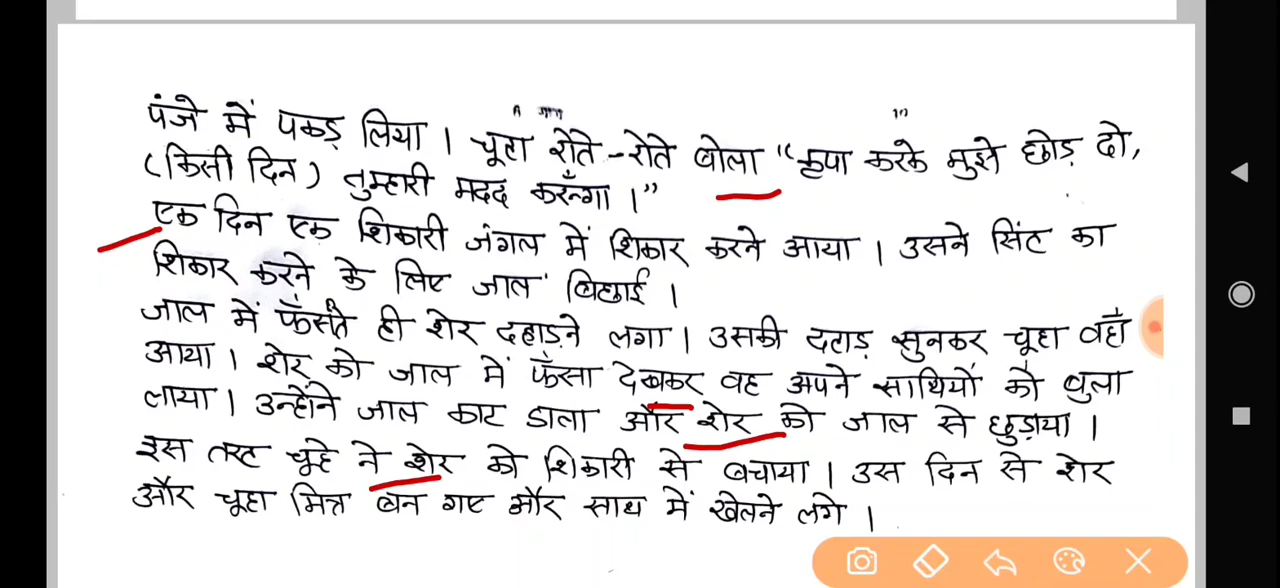 पंजे में पकड़ लिया । चूहा रोते-रोते बोला "कृपा करके मुझे छोड़ दो,
(किसी दिन) तुम्हारी मदद करूँगा ।"
एक दिन एक शिकारी जंगल में शिकार करने आया । उसने सिंह का
शिकार करने के लिए जाल बिछाई ।
जाल में फँसते ही शेर दहाड़ने लगा । उसकी दहाड़ सुनकर चूहा वहाँ
आया । शेर को जाल में फँसा देखकर वह अपने साथियों को बुला
लाया । उन्होंने जाल काट डाला और शेर को जाल से छुड़ाया ।
इस तरह चूहे ने शेर को शिकारी से बचाया । उस दिन से शेर
और चूहा मित्र बन गए और साथ में खेलने लगे ।